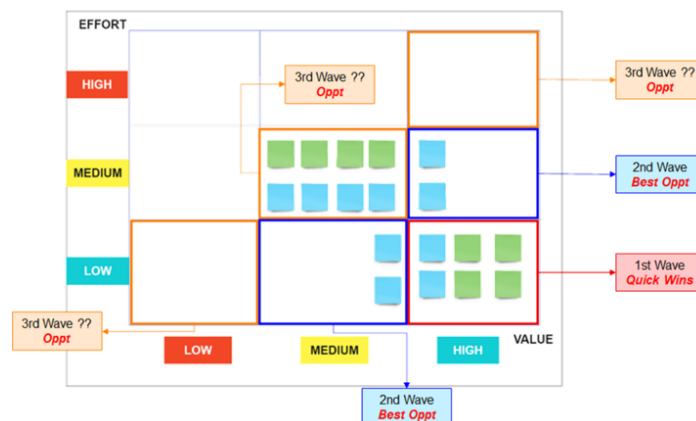 EFFORT
3rd Wave ??
Oppt
3rd Wave ??
Oppt
HIGH
MEDIUM
2nd Wave
Best Oppt
LOW
1st Wave
Quick Wins
3rd Wave ??
Oppt
VALUE
LOW
MEDIUM
HIGH
2nd Wave
Best Oppt